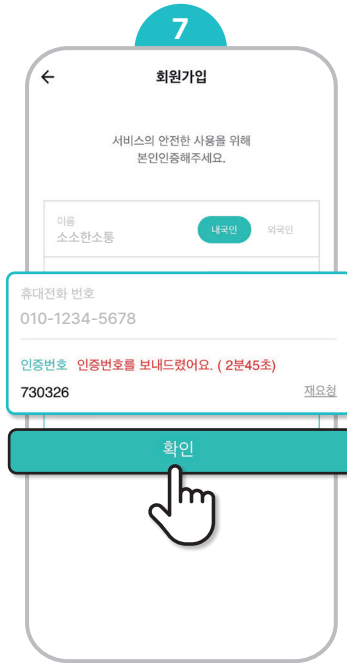 7
회원가입
서비스의 안전한 사용을 위해
본인인증해주세요.
이름
소소한소통
내국인
외국인
휴대전화 번호
010-1234-5678
인증번호 인증번호를 보내드렸어요. ( 2분45초)
730326
재요청
확인